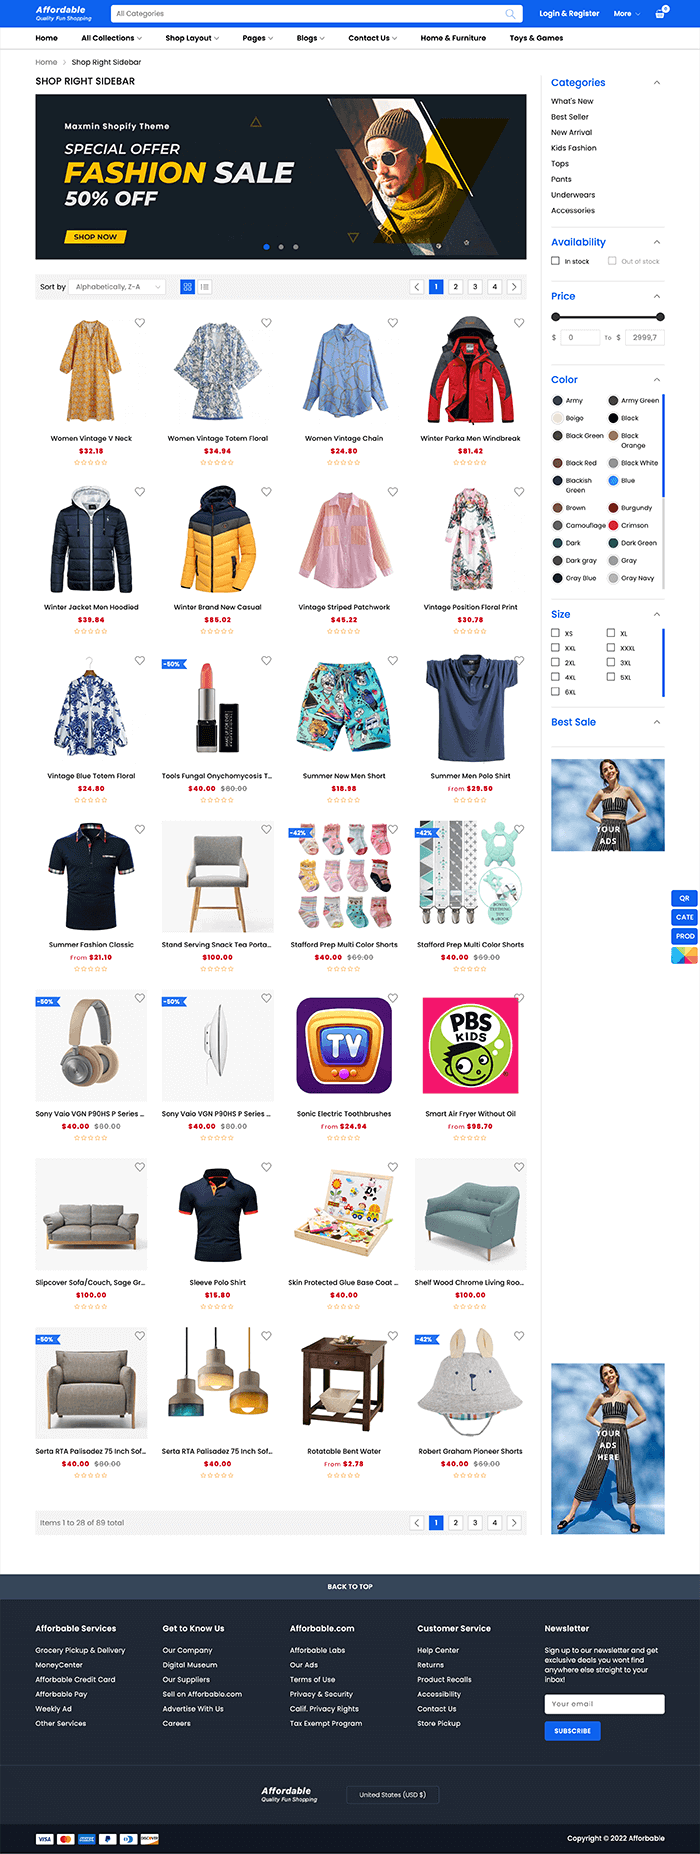 Affordable
Quality Fun Shopping
All Categories
Login & Register
More
0
Home
All Collections
Shop Layout
Pages
Blogs
Contact Us
Home & Furniture
Toys & Games
Home > Shop Right Sidebar
SHOP RIGHT SIDEBAR
Maxmin Shopify Theme
SPECIAL OFFER
FASHION SALE
50% OFF
SHOP NOW
Sort by
Alphabetically, Z-A
1 2 3 4
Women Vintage V Neck
$32.18
Women Vintage Totem Floral
$34.94
Women Vintage Chain
$24.80
Winter Parka Men Windbreak
$81.42
Winter Jacket Men Hoodied
$39.84
Winter Brand New Casual
$85.02
Vintage Striped Patchwork
$45.22
Vintage Position Floral Print
$30.78
Vintage Blue Totem Floral
$24.80
-50%
Tools Fungal Onychomycosis T...
$40.00 $80.00
Summer New Men Short
$18.98
Summer Men Polo Shirt
From $29.50
Summer Fashion Classic
From $21.10
Stand Serving Snack Tea Porta...
$100.00
-42%
Stafford Prep Multi Color Shorts
$40.00 $69.00
-42%
BONUS
TEETHING
TOY
& eBOOK
Stafford Prep Multi Color Shorts
$40.00 $69.00
-50%
Sony Vaio VGN P90HS P Series ...
$40.00 $80.00
-50%
Sony Vaio VGN P90HS P Series ...
$40.00 $80.00
TV
Sonic Electric Toothbrushes
From $24.94
PBS
KIDS
Smart Air Fryer Without Oil
From $98.70
Slipcover Sofa/Couch, Sage Gr...
$100.00
Sleeve Polo Shirt
$15.80
Skin Protected Glue Base Coat ...
$40.00
Shelf Wood Chrome Living Roo...
$100.00
-50%
Serta RTA Palisadez 75 Inch Sof...
$40.00 $80.00
Serta RTA Palisadez 75 Inch Sof...
$40.00
Rotatable Bent Water
From $2.78
-42%
Robert Graham Pioneer Shorts
$40.00 $69.00
Items 1 to 28 of 89 total
1 2 3 4
Categories
What's New
Best Seller
New Arrival
Kids Fashion
Tops
Pants
Underwears
Accessories
Availability
In stock
Out of stock
Price
$ 0 To $ 2999,7
Color
Army
Army Green
Beige
Black
Black Green
Black
Orange
Black Red
Black White
Blackish
Green
Blue
Brown
Burgundy
Camouflage
Crimson
Dark
Dark Green
Dark gray
Gray
Gray Blue
Gray Navy
Size
XS
XL
XXL
XXXL
2XL
3XL
4XL
5XL
6XL
Best Sale
YOUR
ADS
QR
CATE
PROD
YOUR
ADS
HERE
BACK TO TOP
Afforbable Services
Grocery Pickup & Delivery
MoneyCenter
Afforbable Credit Card
Afforbable Pay
Weekly Ad
Other Services
Get to Know Us
Our Company
Digital Museum
Our Suppliers
Sell on Afforbable.com
Advertise With Us
Careers
Afforbable.com
Afforbable Labs
Our Ads
Terms of Use
Privacy & Security
Calif. Privacy Rights
Tax Exempt Program
Customer Service
Help Center
Returns
Product Recalls
Accessibility
Contact Us
Store Pickup
Newsletter
Sign up to our newsletter and get
exclusive deals you wont find
anywhere else straight to your
inbox!
Your email
SUBSCRIBE
Affordable
Quality Fun Shopping
United States (USD $)
VISA
DISCOVER
Copyright © 2022 Afforbable